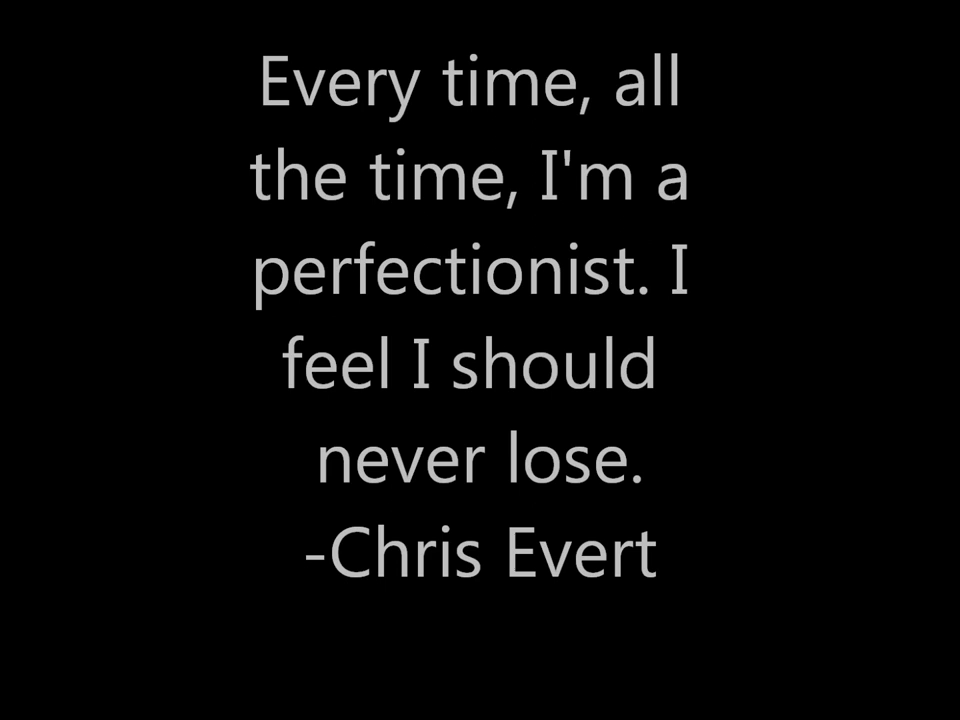 Every time, all
the time, I'm a
perfectionist. I
feel I should
never lose.
-Chris Evert